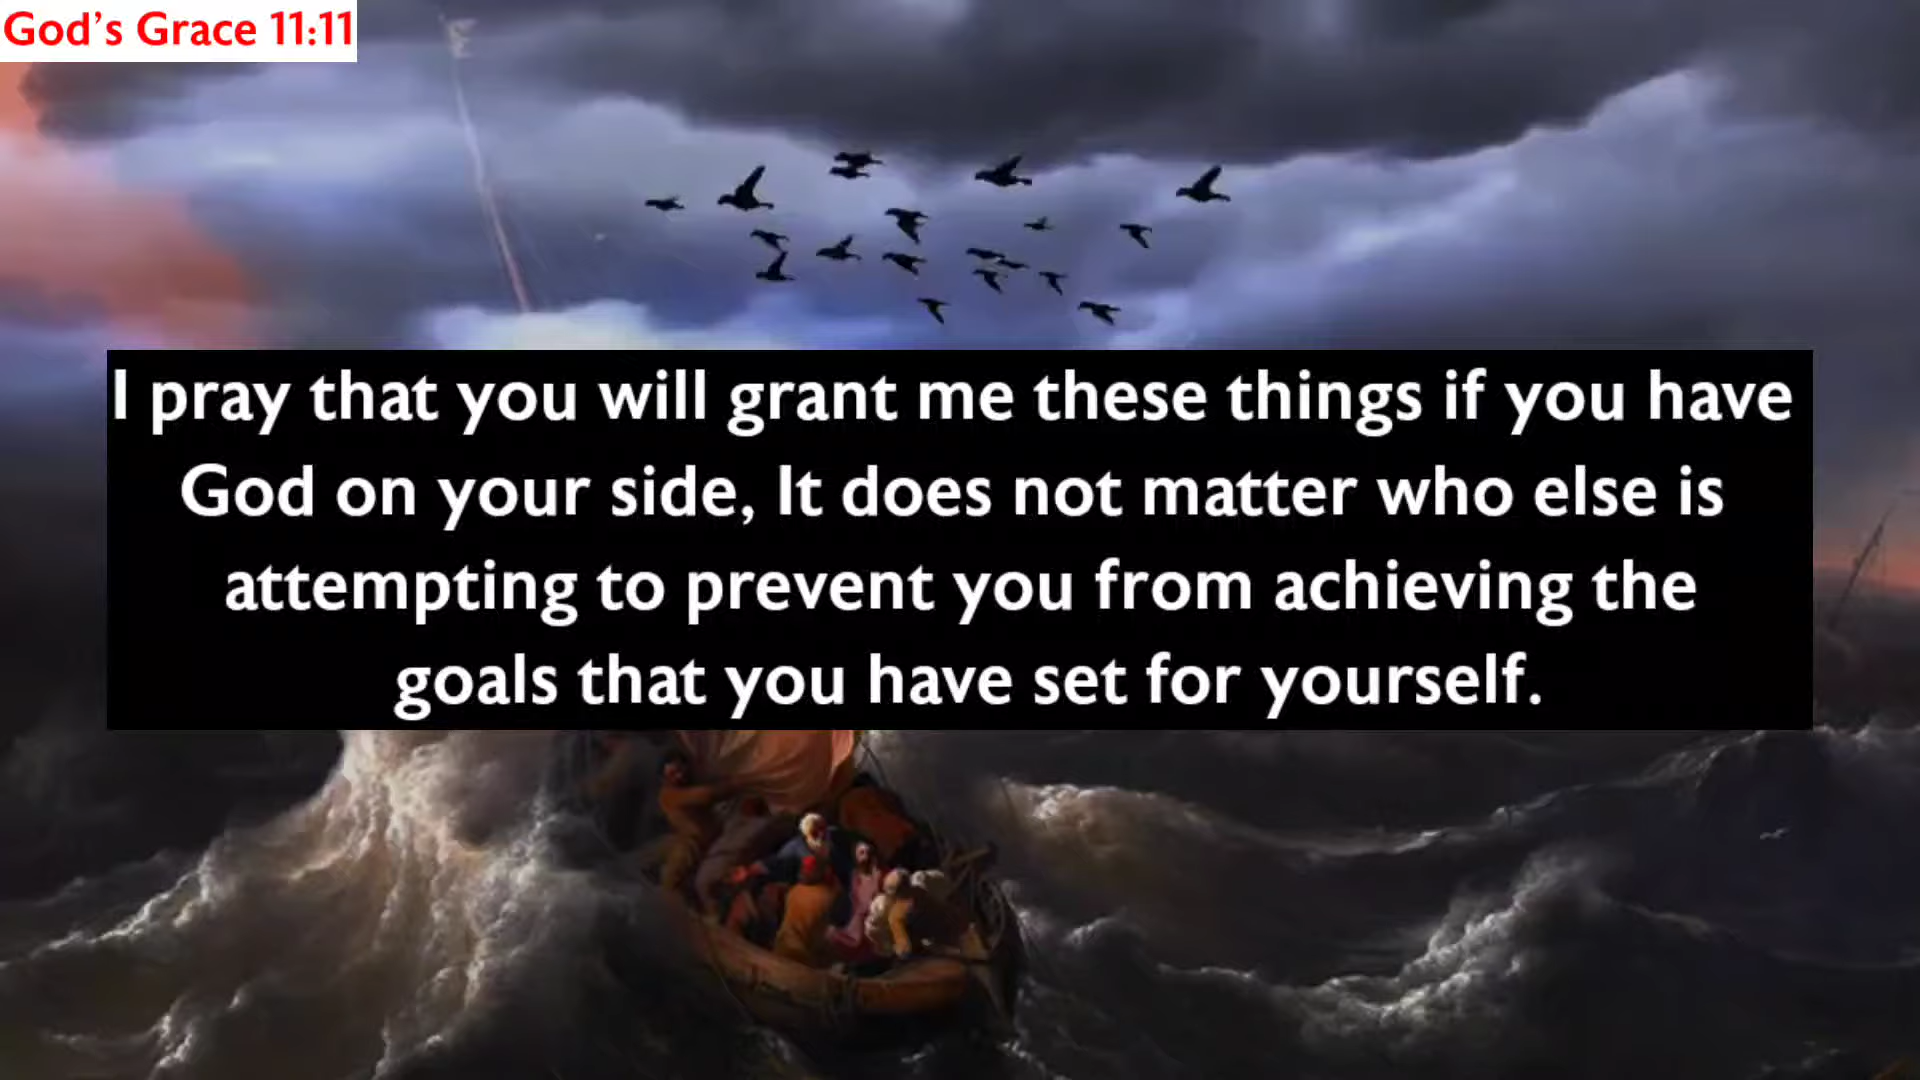 God’s Grace 11:11
I pray that you will grant me these things if you have
God on your side, It does not matter who else is
attempting to prevent you from achieving the
goals that you have set for yourself.